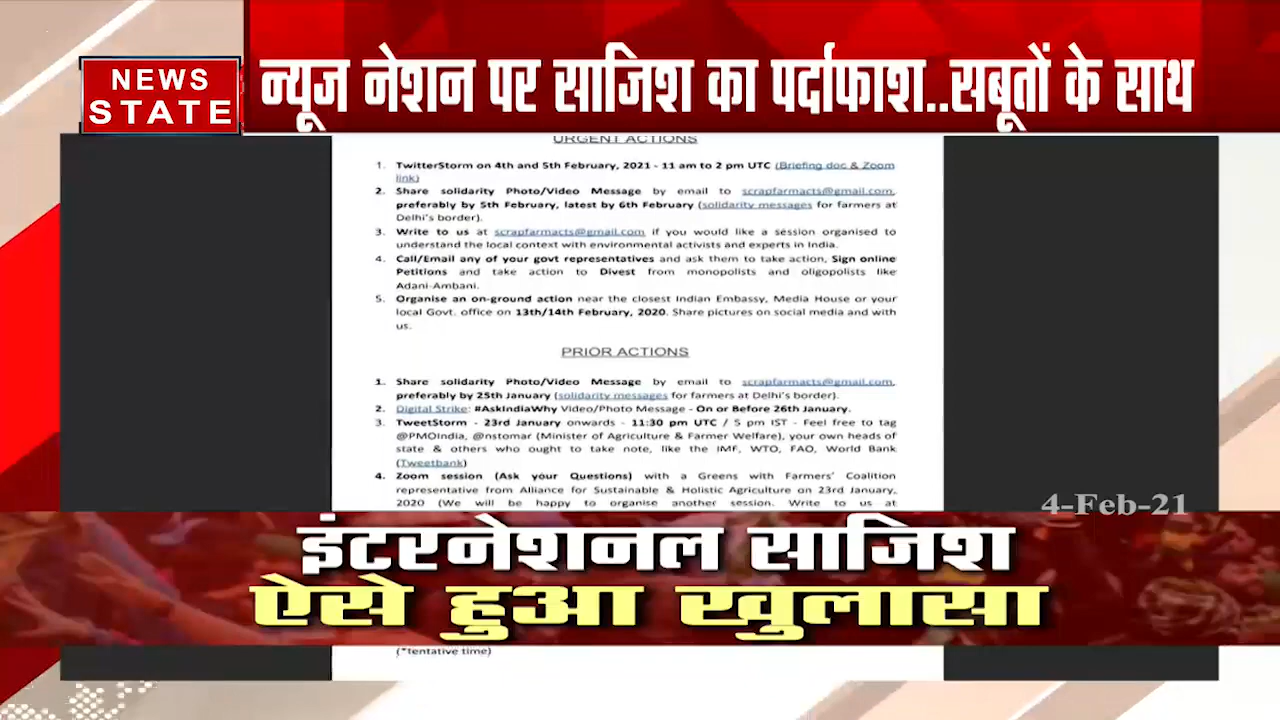 NEWS
STATE
न्यूज नेशन पर साजिश का पर्दाफाश..सबूतों के साथ
URGENT ACTIONS
1. TwitterStorm on 4th and 5th February, 2021 - 11 am to 2 pm UTC (Briefing doc & Zoom
link)
2. Share solidarity Photo/Video Message by email to scrapfarmacts@gmail.com,
preferably by 5th February, latest by 6th February (solidarity messages for farmers at
Delhi's border).
3. Write to us at scrapfarmacts@gmail.com if you would like a session organised to
understand the local context with environmental activists and experts in India.
4. Call/Email any of your govt representatives and ask them to take action, Sign online
Petitions and take action to Divest from monopolists and oligopolists like
Adani-Ambani.
5. Organise an on-ground action near the closest Indian Embassy, Media House or your
local Govt. office on 13th/14th February, 2020. Share pictures on social media and with
us.
PRIOR ACTIONS
1. Share solidarity Photo/Video Message by email to scrapfarmacts@gmail.com,
preferably by 25th January (solidarity messages for farmers at Delhi's border).
2. Digital Strike: #AskIndiaWhy Video/Photo Message - On or Before 26th January.
3. TweetStorm - 23rd January onwards - 11:30 pm UTC / 5 pm IST - Feel free to tag
@PMOIndia, @nstomar (Minister of Agriculture & Farmer Welfare), your own heads of
state & others who ought to take note, like the IMF, WTO, FAO, World Bank
(Tweetbank)
4. Zoom session (Ask your Questions) with a Greens with Farmers' Coalition
representative from Alliance for Sustainable & Holistic Agriculture on 23rd January,
2020 (We will be happy to organise another session. Write to us at
4-Feb-21
इंटरनेशनल साजिश
ऐसे हुआ खुलासा
(*tentative time)